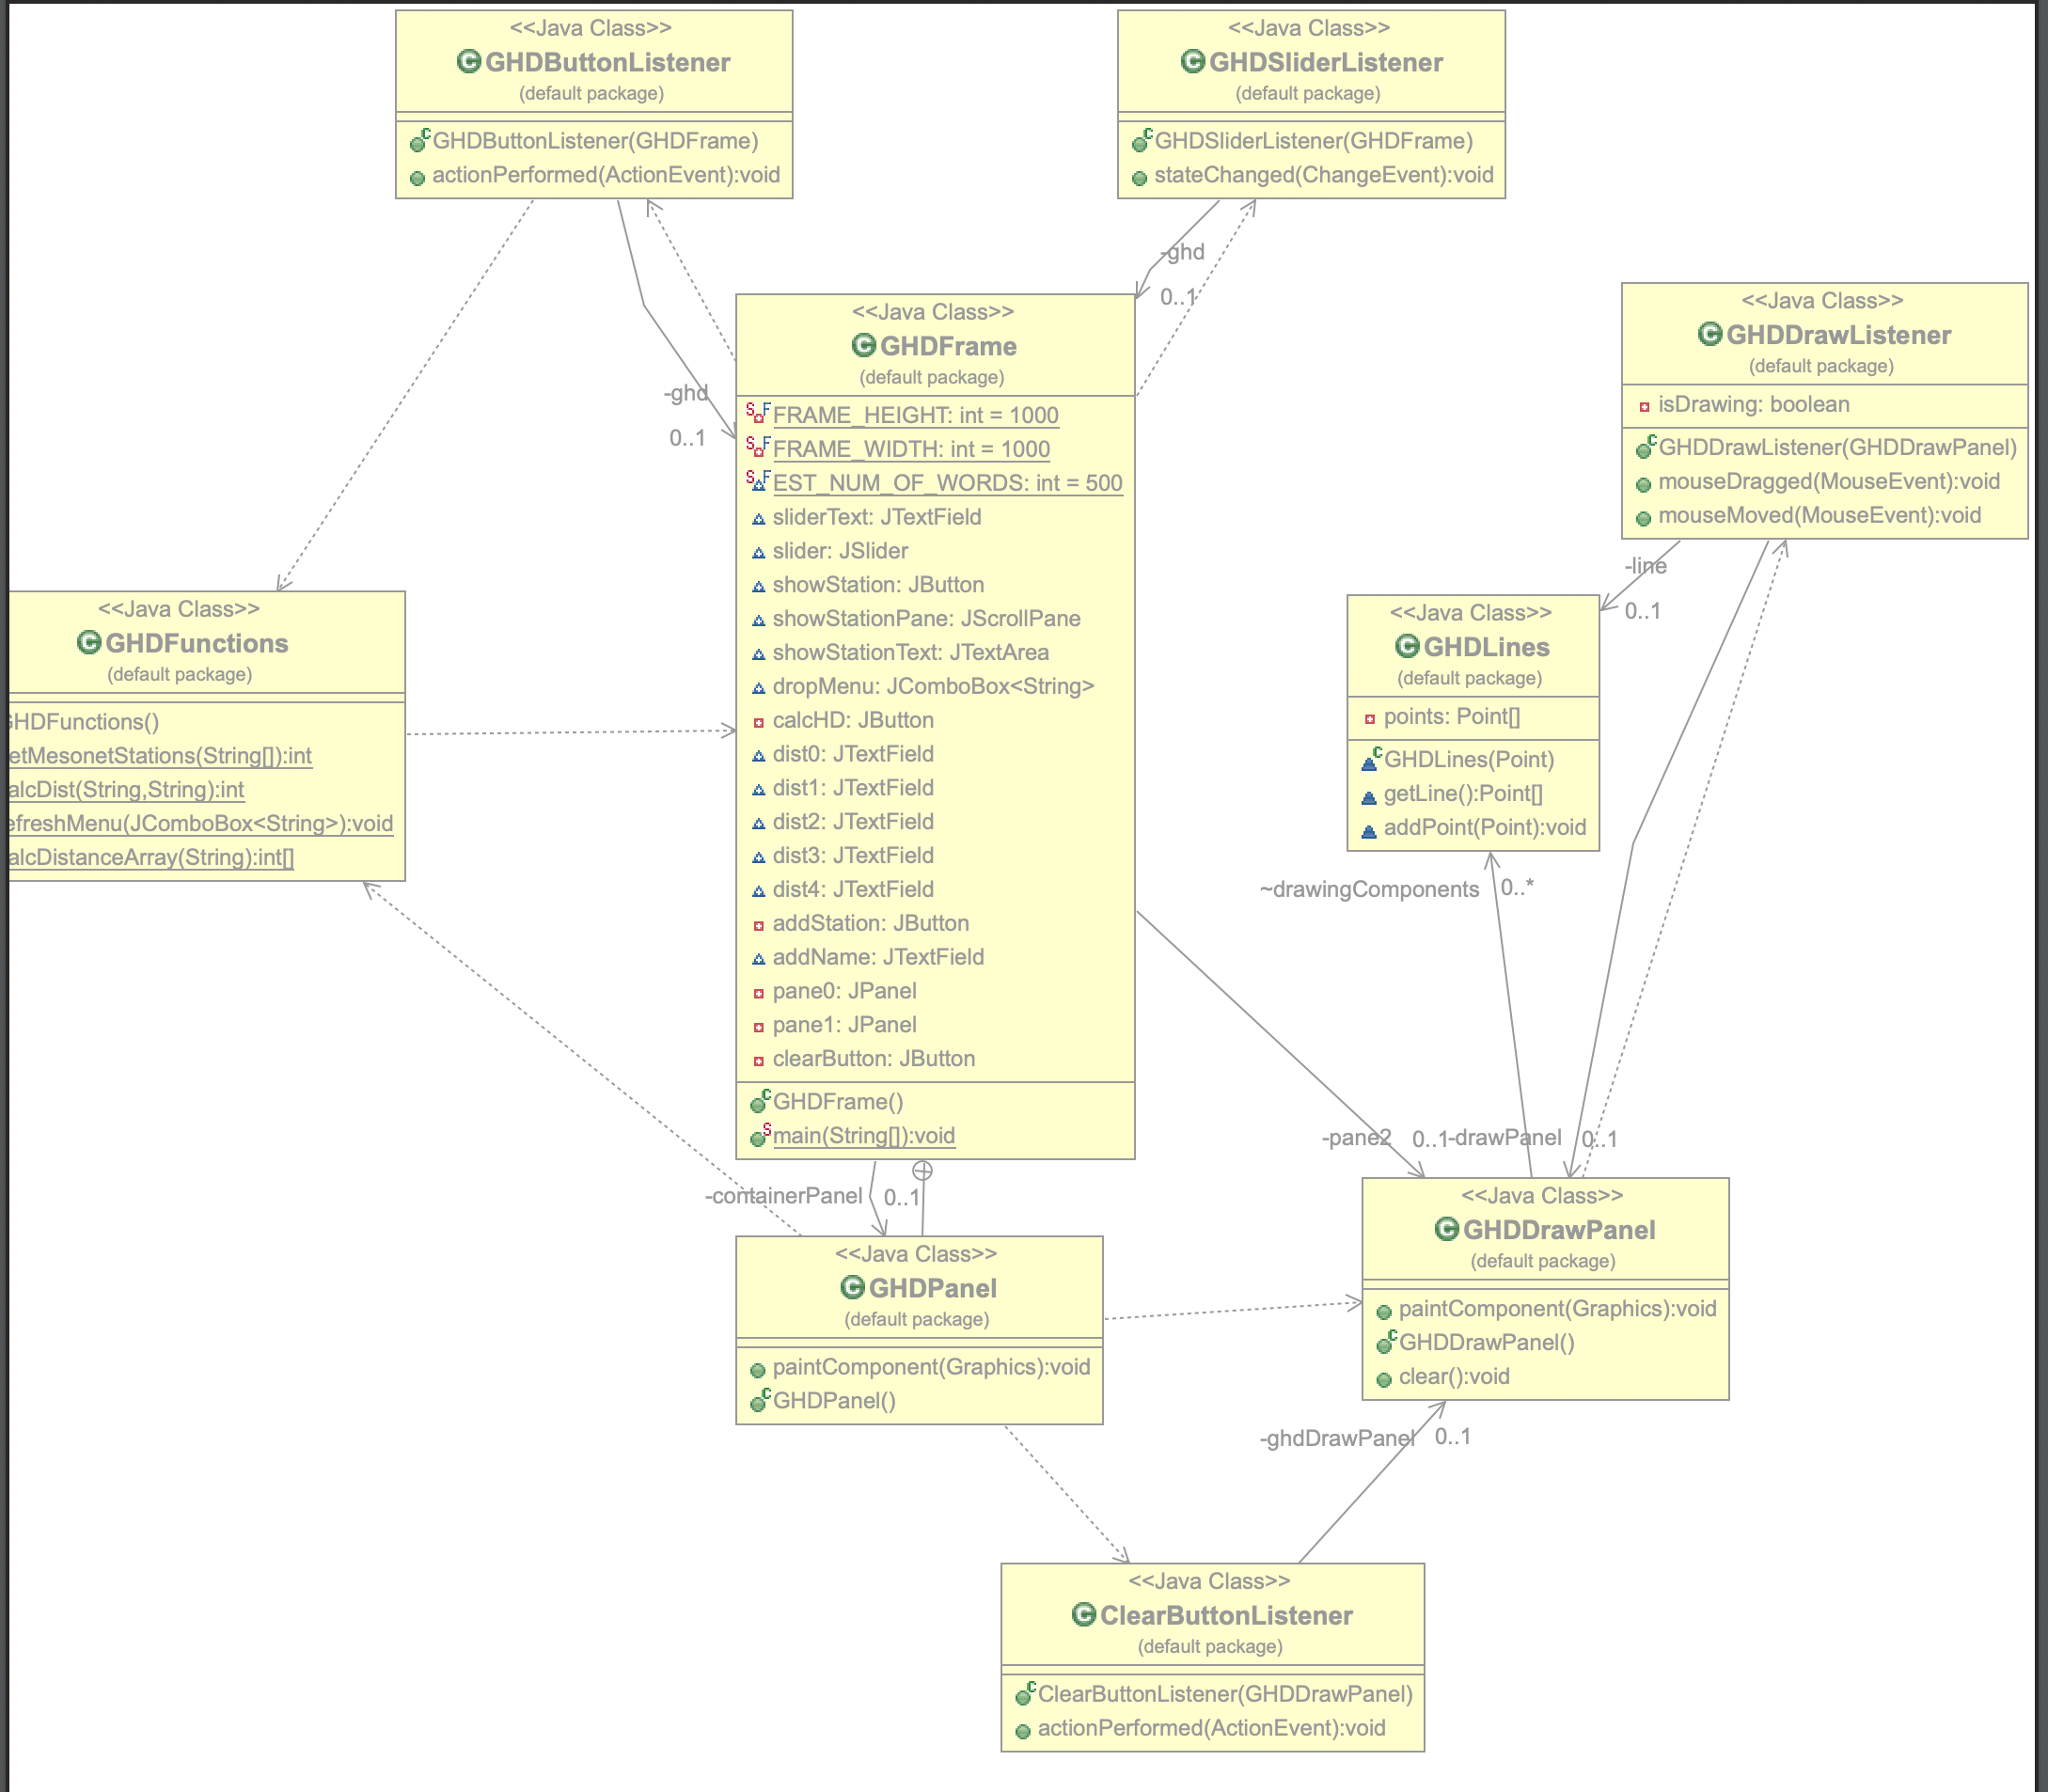 <<Java Class>>
GHDButtonListener
(default package)
GHDButtonListener(GHDFrame)
actionPerformed(ActionEvent):void
<<Java Class>>
GHDSliderListener
(default package)
GHDSliderListener(GHDFrame)
stateChanged(ChangeEvent):void
-ghd
0..1
-ghd
0..1
<<Java Class>>
GHDFrame
(default package)
FRAME_HEIGHT: int = 1000
FRAME_WIDTH: int = 1000
EST_NUM_OF_WORDS: int = 500
sliderText: JTextField
slider: JSlider
showStation: JButton
showStationPane: JScrollPane
showStationText: JTextArea
dropMenu: JComboBox<String>
calcHD: JButton
dist0: JTextField
dist1: JTextField
dist2: JTextField
dist3: JTextField
dist4: JTextField
addStation: JButton
addName: JTextField
pane0: JPanel
pane1: JPanel
clearButton: JButton
GHDFrame()
main(String[]):void
<<Java Class>>
GHDDrawListener
(default package)
isDrawing: boolean
GHDDrawListener(GHDDrawPanel)
mouseDragged(MouseEvent):void
mouseMoved(MouseEvent):void
-line
0..1
<<Java Class>>
GHDFunctions
(default package)
GHDFunctions()
etMesonetStations(String[]):int
alcDist(String,String):int
efreshMenu(JComboBox<String>):void
alcDistanceArray(String):int[]
<<Java Class>>
GHDLines
(default package)
points: Point[]
GHDLines(Point)
getLine():Point[]
addPoint(Point):void
~drawingComponents
0..*
-pane2
0..1
-drawPanel
0..1
-containerPanel
0..1
<<Java Class>>
GHDPanel
(default package)
paintComponent(Graphics):void
GHDPanel()
<<Java Class>>
GHDDrawPanel
(default package)
paintComponent(Graphics):void
GHDDrawPanel()
clear():void
-ghdDrawPanel
0..1
<<Java Class>>
ClearButtonListener
(default package)
ClearButtonListener(GHDDrawPanel)
actionPerformed(ActionEvent):void